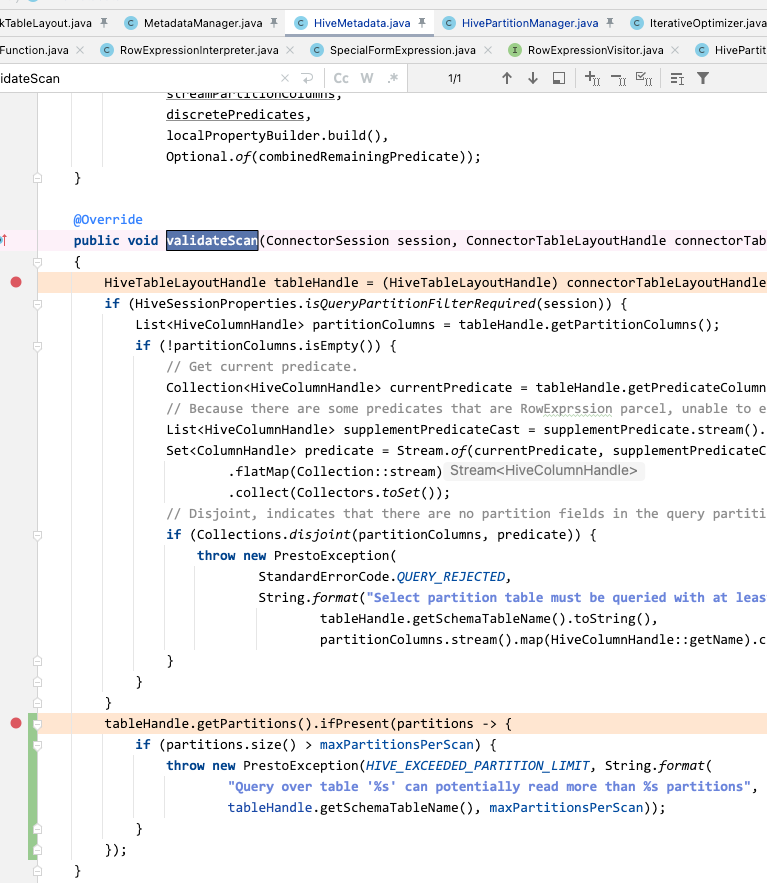 kTableLayout.java MetadataManager.java HiveMetadata.java HivePartitionManager.java IterativeOptimizer.java
Function.java RowExpressionInterpreter.java SpecialFormExpression.java RowExpressionVisitor.java HivePartit
idateScan Cc W .* 1/1
streamPartitionColumns,
discretePredicates,
localPropertyBuilder.build(),
Optional.of(combinedRemainingPredicate));
}
@Override
public void validateScan(ConnectorSession session, ConnectorTableLayoutHandle connectorTab
{
HiveTableLayoutHandle tableHandle = (HiveTableLayoutHandle) connectorTableLayoutHandle
if (HiveSessionProperties.isQueryPartitionFilterRequired(session)) {
List<HiveColumnHandle> partitionColumns = tableHandle.getPartitionColumns();
if (!partitionColumns.isEmpty()) {
// Get current predicate.
Collection<HiveColumnHandle> currentPredicate = tableHandle.getPredicateColumn
// Because there are some predicates that are RowExprssion parcel, unable to e
List<HiveColumnHandle> supplementPredicateCast = supplementPredicate.stream().
Set<ColumnHandle> predicate = Stream.of(currentPredicate, supplementPredicateC
.flatMap(Collection::stream) Stream<HiveColumnHandle>
.collect(Collectors.toSet());
// Disjoint, indicates that there are no partition fields in the query partiti
if (Collections.disjoint(partitionColumns, predicate)) {
throw new PrestoException(
StandardErrorCode.QUERY_REJECTED,
String.format("Select partition table must be queried with at leas
tableHandle.getSchemaTableName().toString(),
partitionColumns.stream().map(HiveColumnHandle::getName).c
}
}
}
tableHandle.getPartitions().ifPresent(partitions -> {
if (partitions.size() > maxPartitionsPerScan) {
throw new PrestoException(HIVE_EXCEEDED_PARTITION_LIMIT, String.format(
"Query over table '%s' can potentially read more than %s partitions",
tableHandle.getSchemaTableName(), maxPartitionsPerScan));
}
});
}